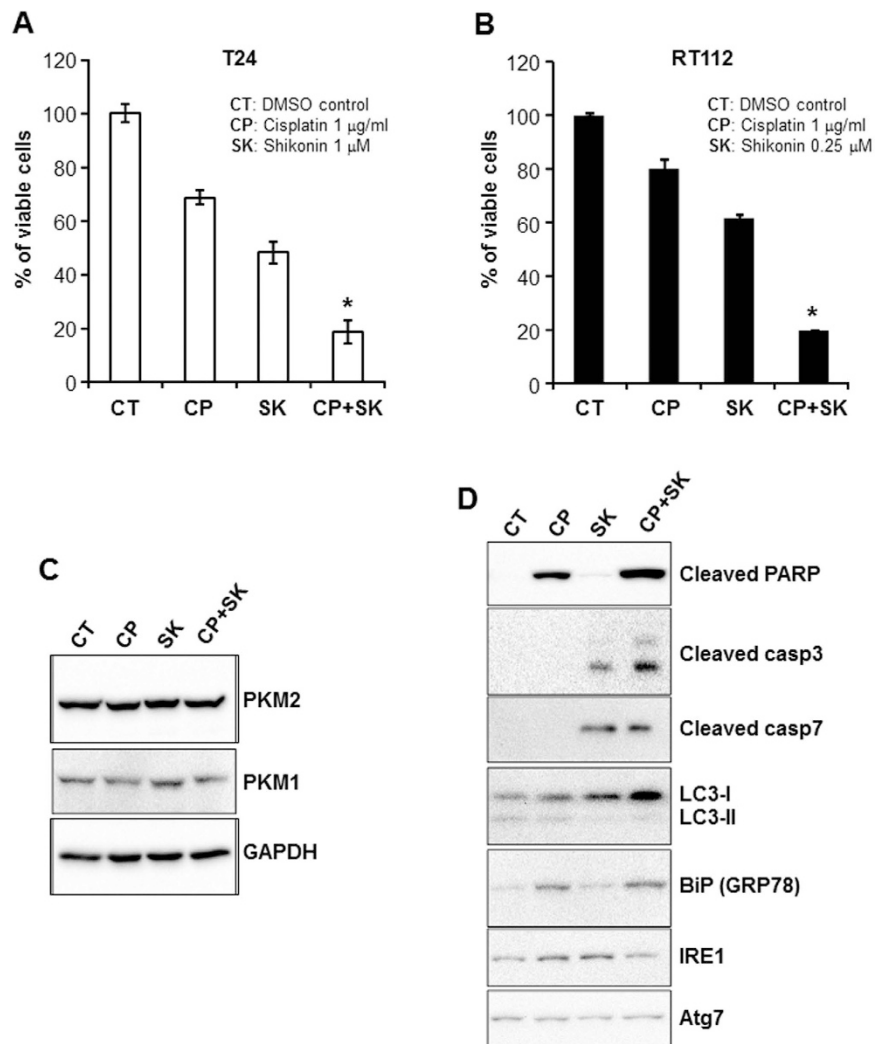 A
T24
120
100
80
60
40
20
0
% of viable cells
CT: DMSO control
CP: Cisplatin 1 μg/ml
SK: Shikonin 1 μM
*
CT CP SK CP+SK
B
RT112
120
100
80
60
40
20
0
% of viable cells
CT: DMSO control
CP: Cisplatin 1 μg/ml
SK: Shikonin 0.25 μM
*
CT CP SK CP+SK
C
CT CP SK CP+SK
PKM2
PKM1
GAPDH
D
CT CP SK CP+SK
Cleaved PARP
Cleaved casp3
Cleaved casp7
LC3-I
LC3-II
BiP (GRP78)
IRE1
Atg7